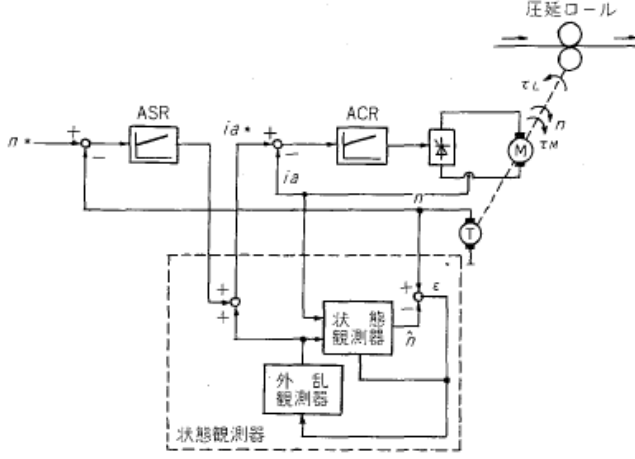 圧延ロール
τL
ASR
ACR
n*
+
−
ia*
+
−
n
τM
M
ia
n
T
+
+
状態
観測器
+
−
ε
n̂
外乱
観測器
状態観測器